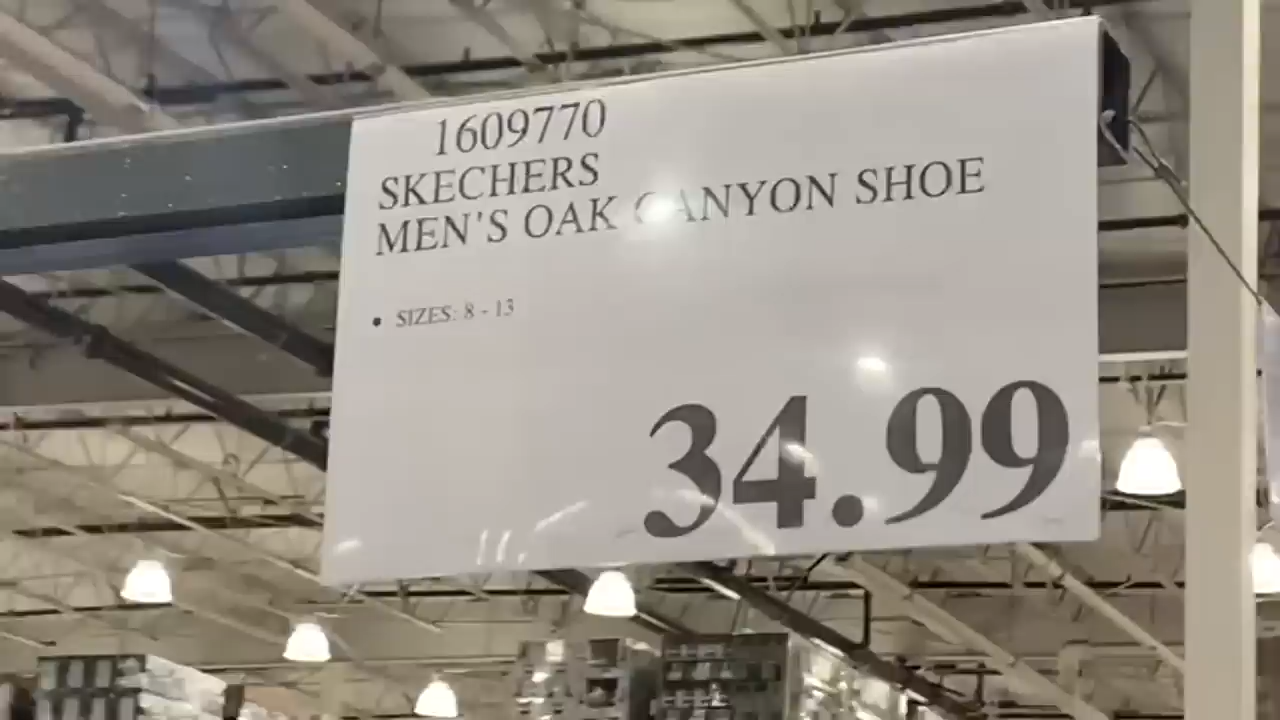 1609770
SKECHERS
MEN'S OAK CANYON SHOE
• SIZES: 8 - 13
34.99